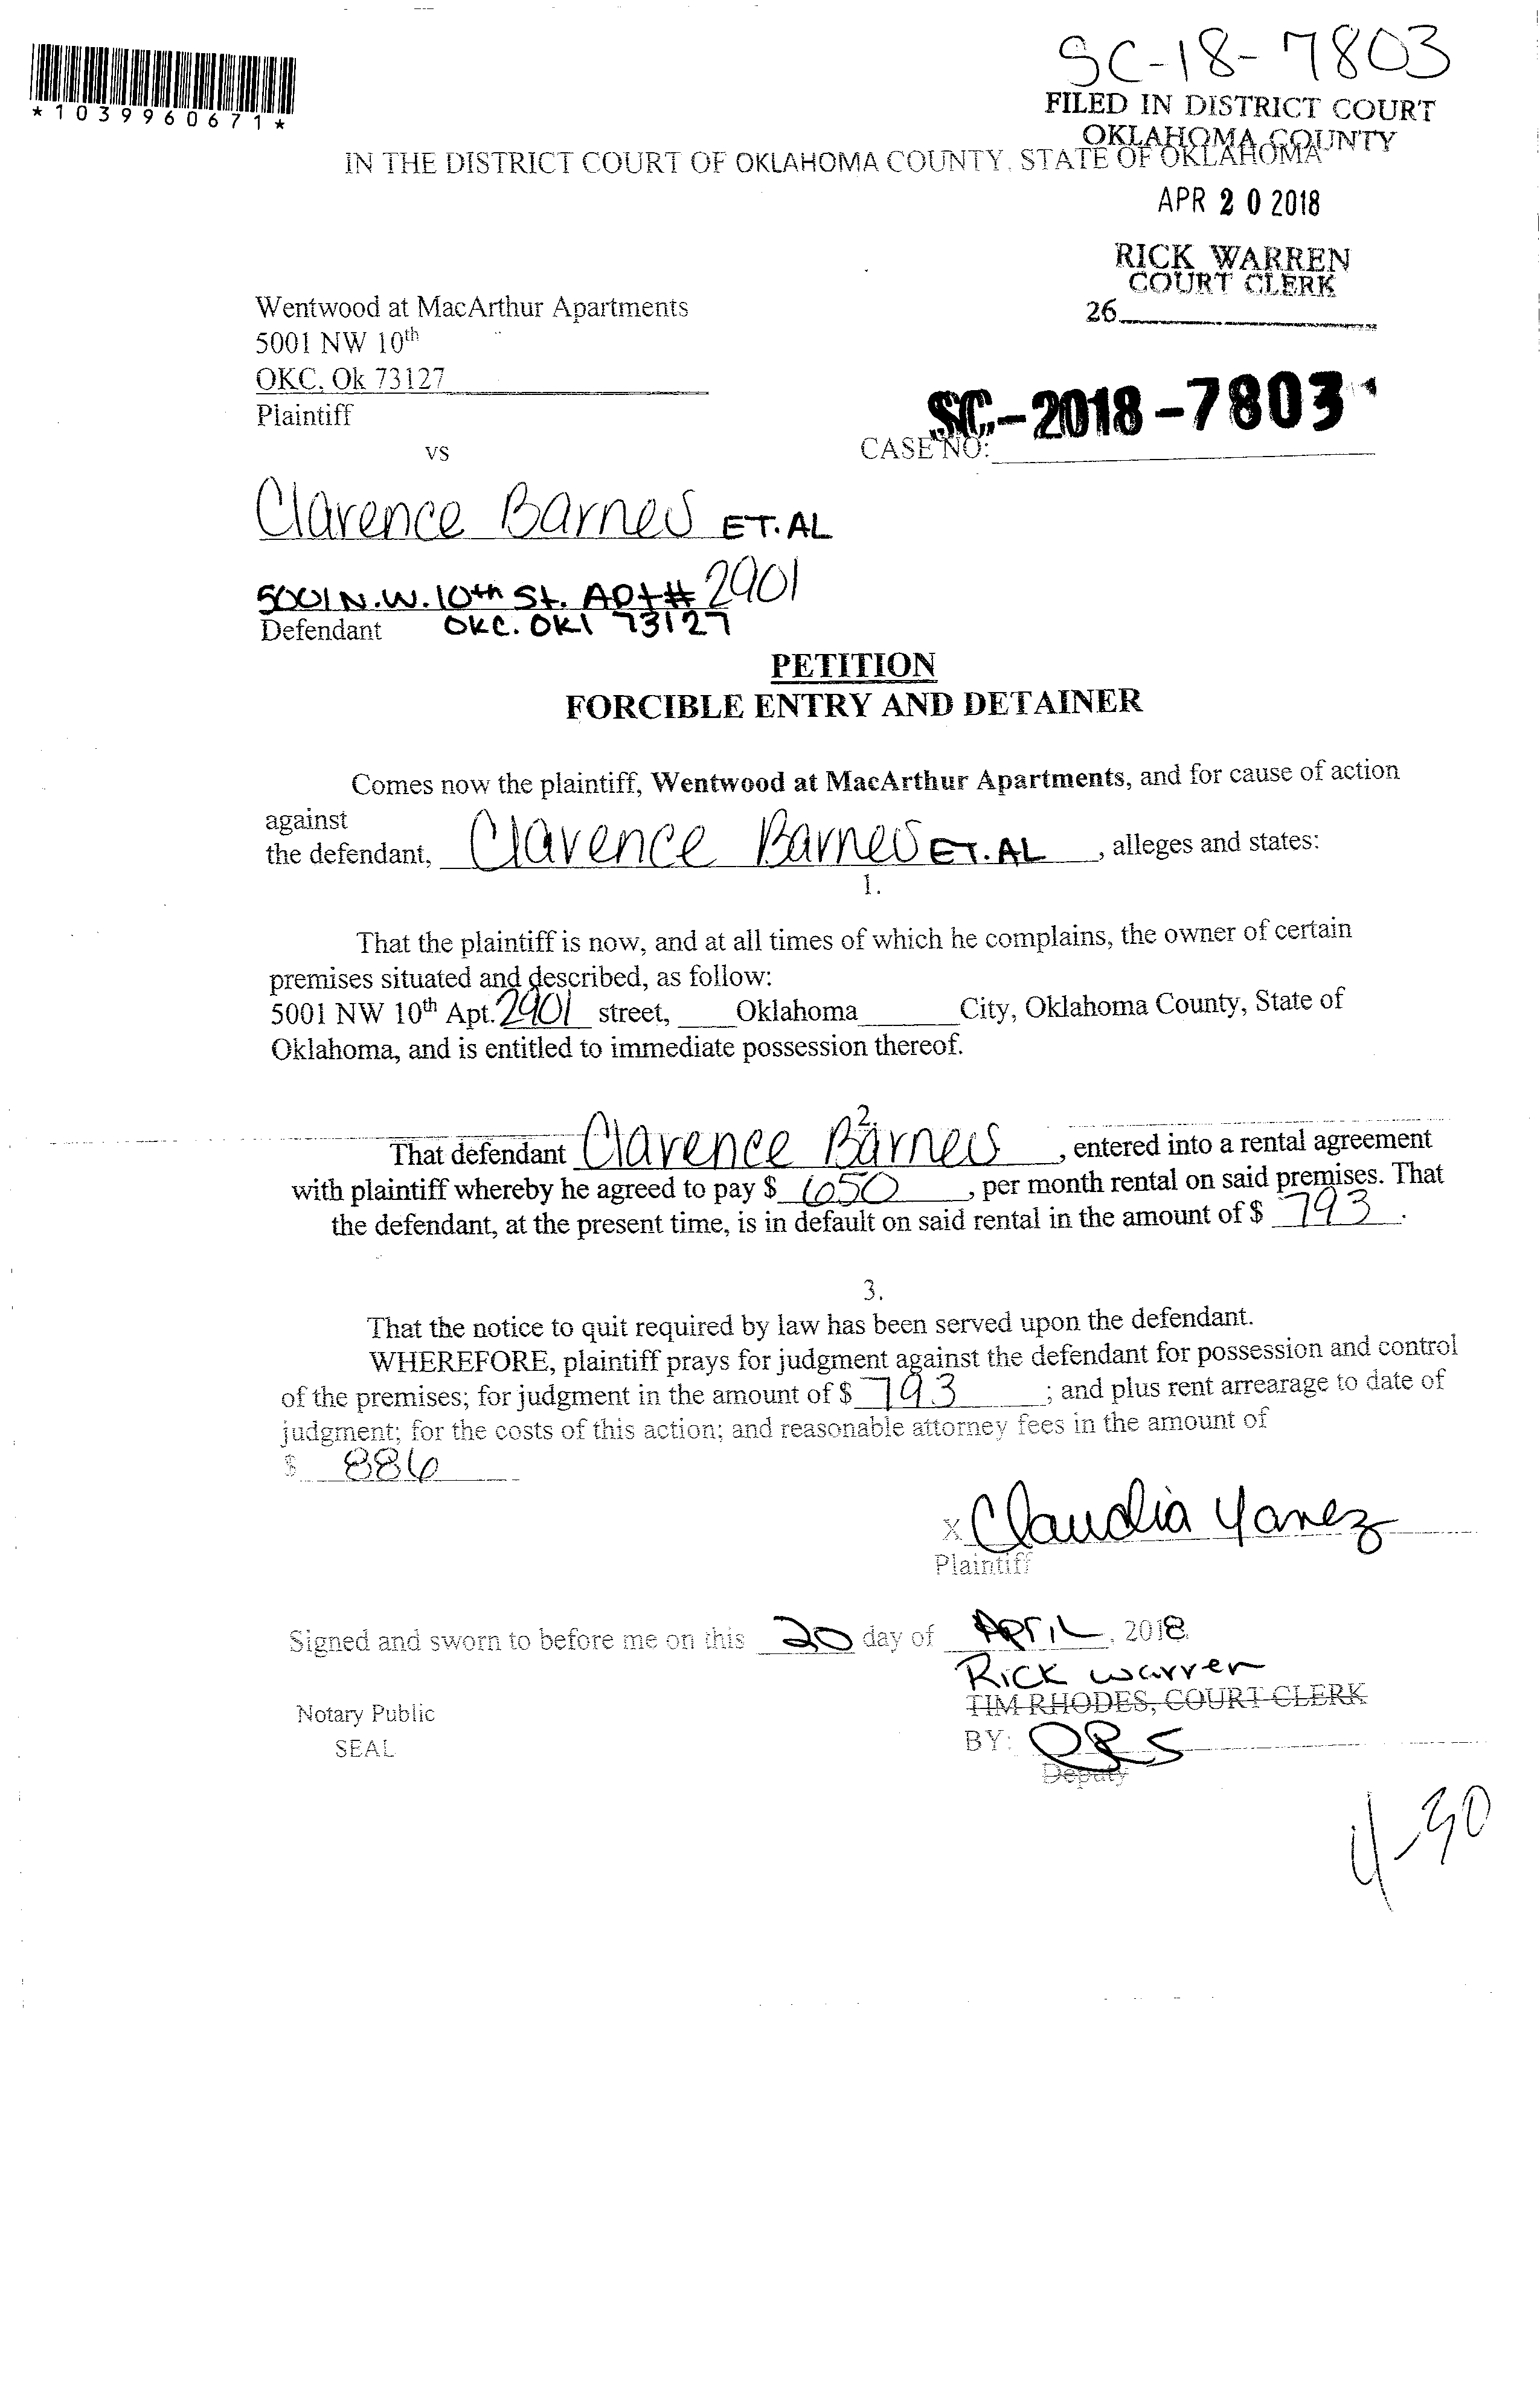 SC-18-7803
*1039960671*
FILED IN DISTRICT COURT
OKLAHOMA COUNTY
IN THE DISTRICT COURT OF OKLAHOMA COUNTY, STATE OF OKLAHOMA
APR 20 2018
RICK WARREN
COURT CLERK
26
Wentwood at MacArthur Apartments
5001 NW 10th
OKC, Ok 73127
Plaintiff
vs
SC-2018-7803
CASE NO:
Clarence Barnes ET.AL
5001 N.W. 10th St. Apt# 2901
Defendant OKC. OKl 73127
PETITION
FORCIBLE ENTRY AND DETAINER
Comes now the plaintiff, Wentwood at MacArthur Apartments, and for cause of action
against
the defendant, Clarence Barnes ET.AL , alleges and states:
1.
That the plaintiff is now, and at all times of which he complains, the owner of certain
premises situated and described, as follow:
5001 NW 10th Apt. 2901 street, Oklahoma City, Oklahoma County, State of
Oklahoma, and is entitled to immediate possession thereof.
2
That defendant Clarence Barnes , entered into a rental agreement
with plaintiff whereby he agreed to pay $ 650 , per month rental on said premises. That
the defendant, at the present time, is in default on said rental in the amount of $ 793 .
3.
That the notice to quit required by law has been served upon the defendant.
WHEREFORE, plaintiff prays for judgment against the defendant for possession and control
of the premises; for judgment in the amount of $ 793 ; and plus rent arrearage to date of
judgment; for the costs of this action; and reasonable attorney fees in the amount of
$ 886
x Claudia Yanez
Plaintiff
Signed and sworn to before me on this 20 day of APRIL, 2018.
Rick Warren
TIM RHODES, COURT CLERK
Notary Public
SEAL
BY:
Deputy
4-30